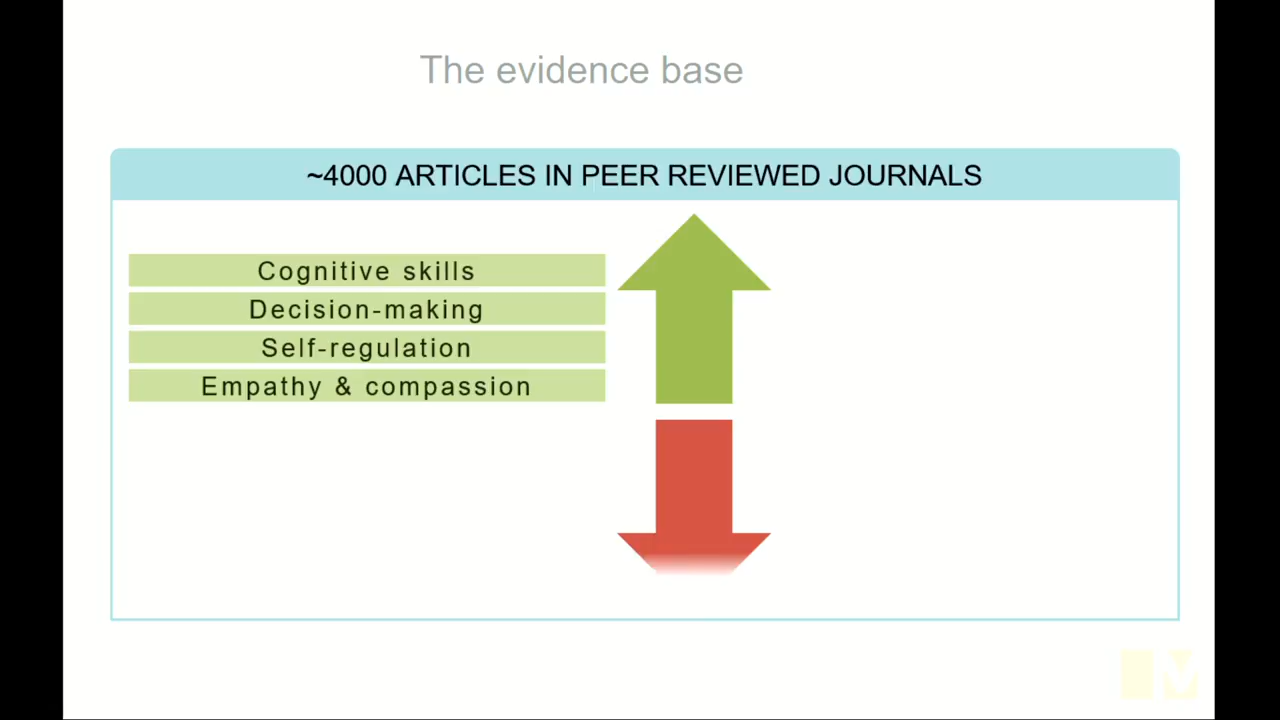 The evidence base
~4000 ARTICLES IN PEER REVIEWED JOURNALS
Cognitive skills
Decision-making
Self-regulation
Empathy & compassion